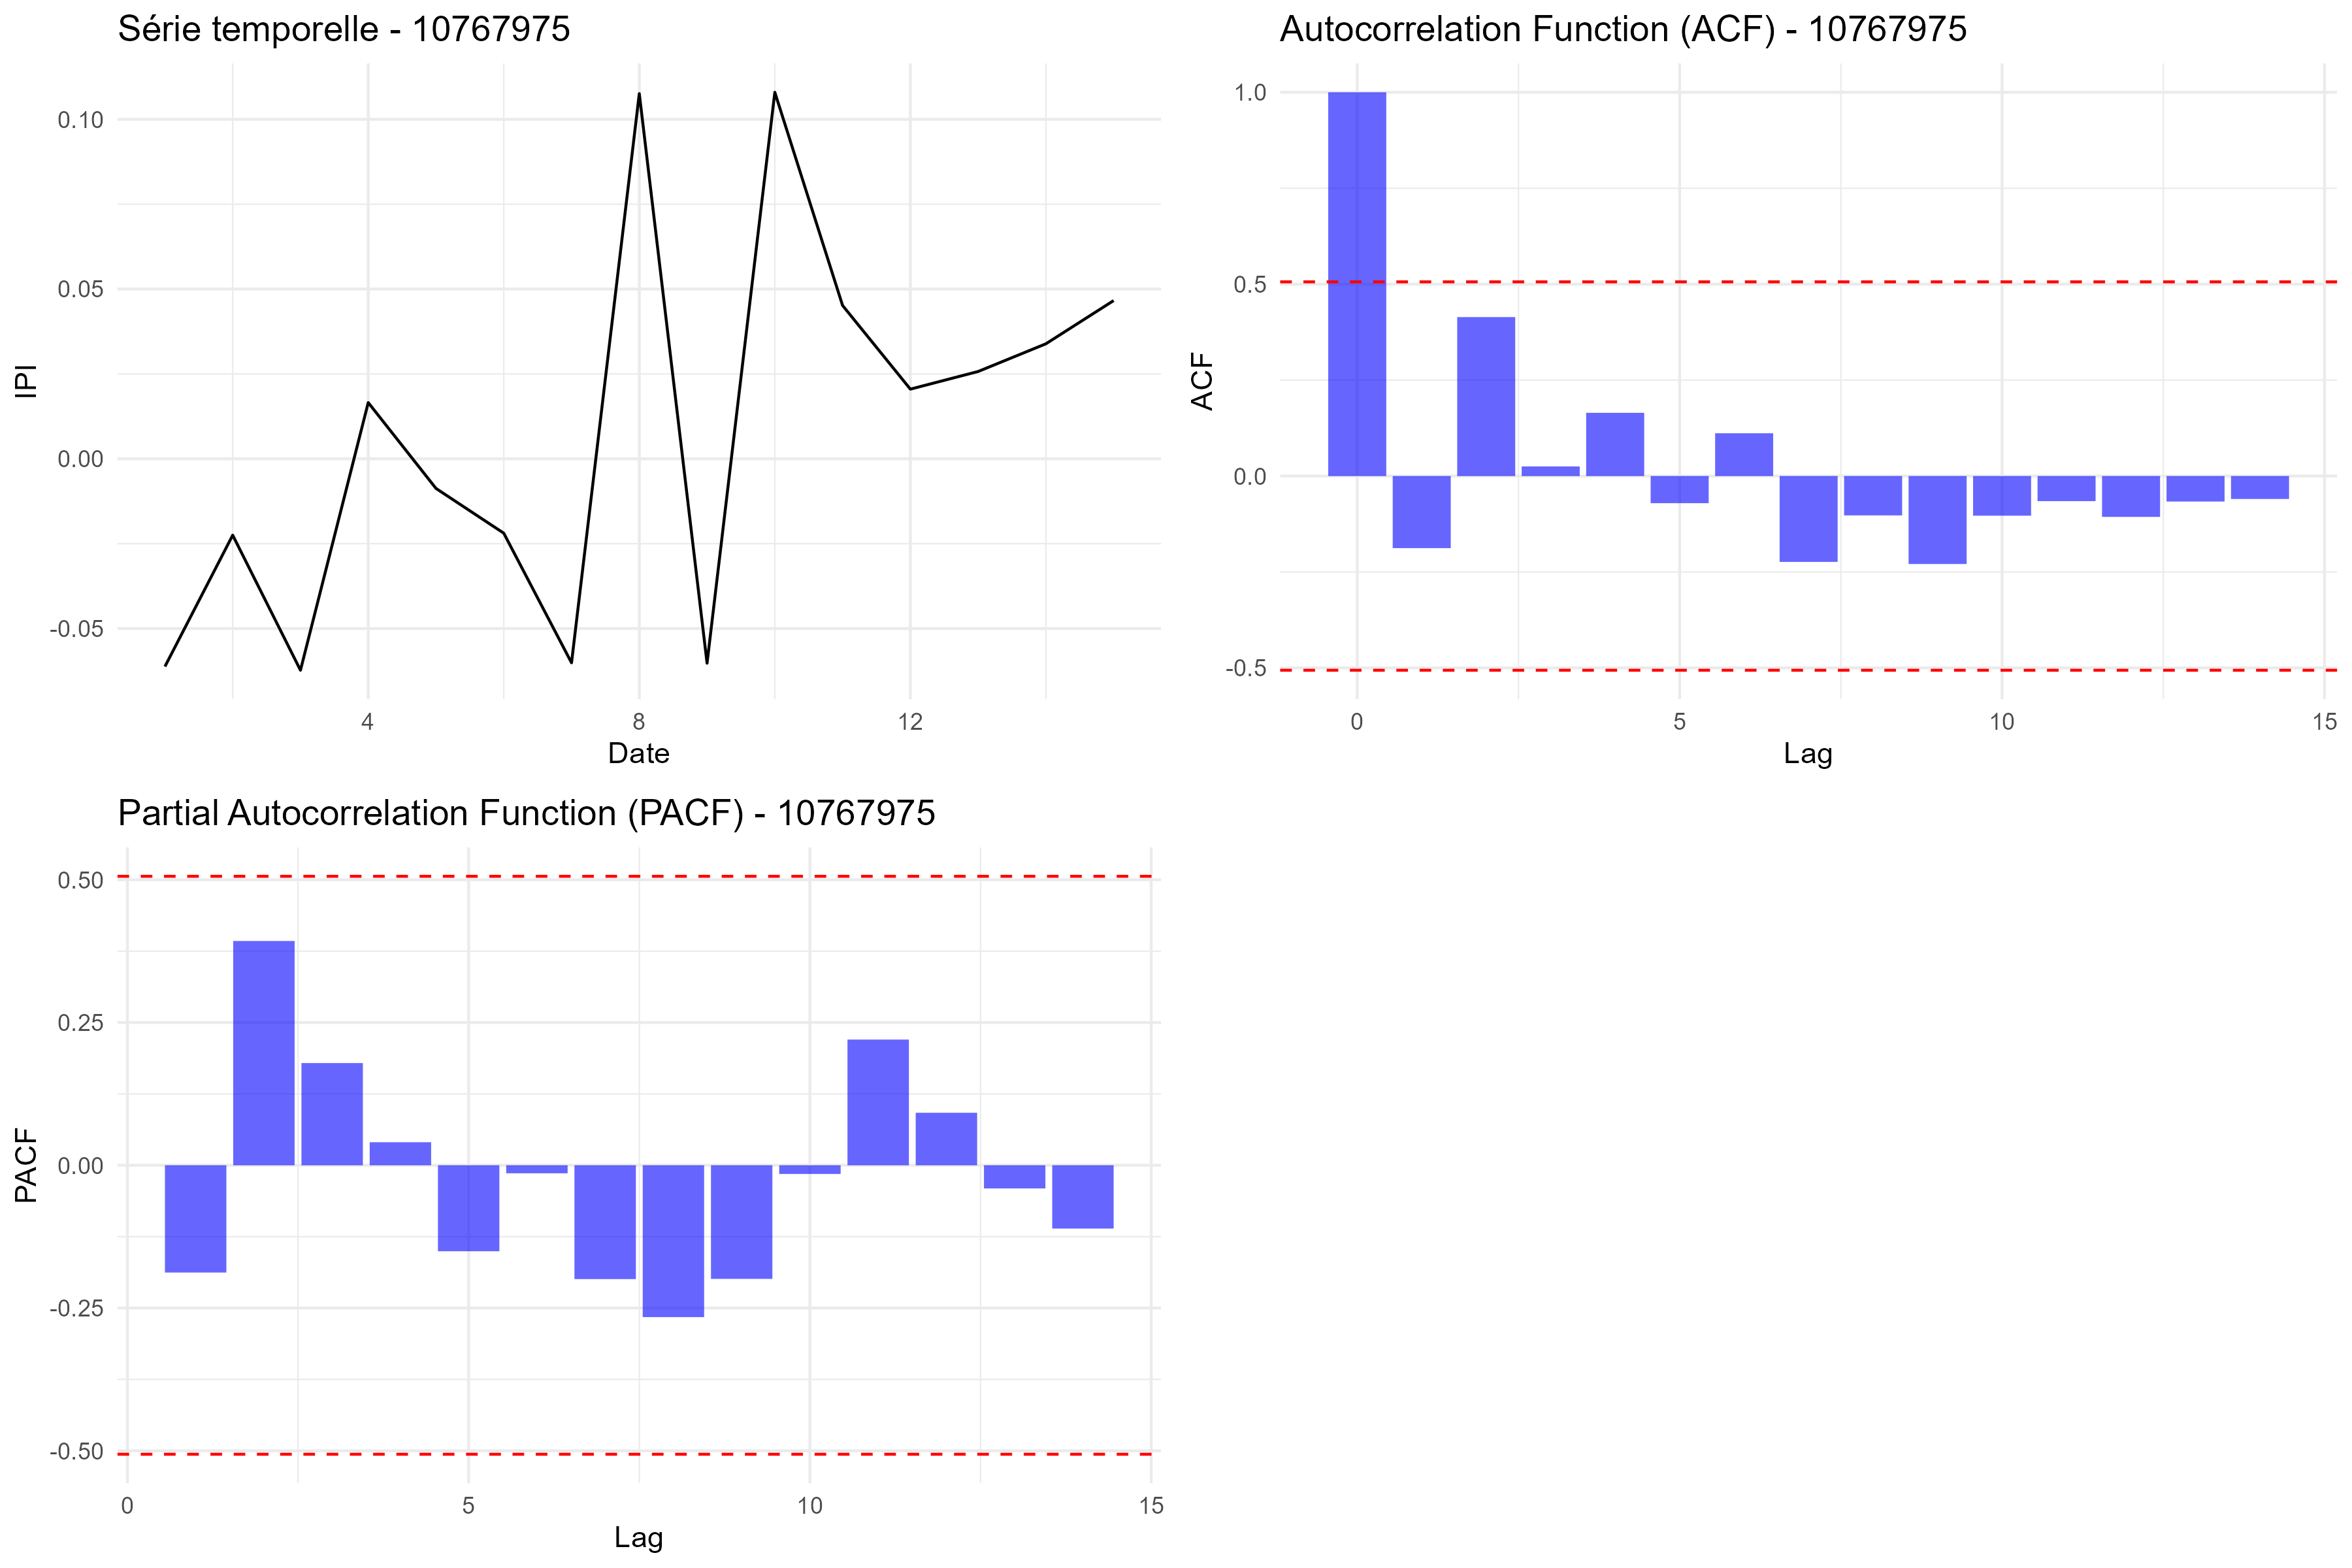 Série temporelle - 10767975
IPI
0.10
0.05
0.00
-0.05
4
8
12
Date
Autocorrelation Function (ACF) - 10767975
ACF
1.0
0.5
0.0
-0.5
0
5
10
15
Lag
Partial Autocorrelation Function (PACF) - 10767975
PACF
0.50
0.25
0.00
-0.25
-0.50
0
5
10
15
Lag